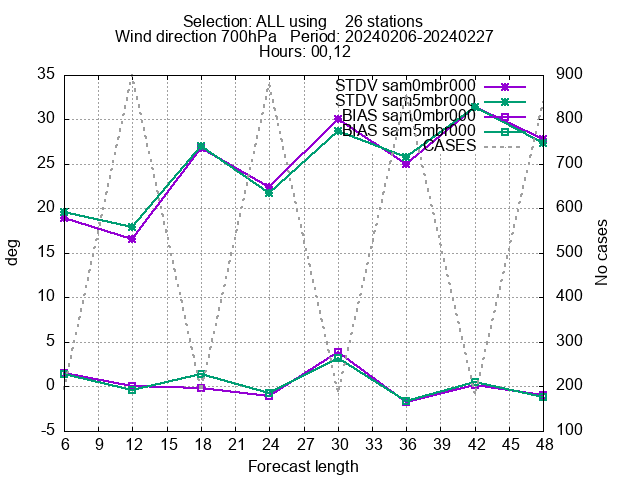 Selection: ALL using    26 stations
Wind direction 700hPa   Period: 20240206-20240227
Hours: 00,12
STDV sam0mbr000
STDV sam5mbr000
BIAS sam0mbr000
BIAS sam5mbr000
CASES
35
30
25
20
15
10
5
0
-5
deg
900
800
700
600
500
400
300
200
100
No cases
6 9 12 15 18 21 24 27 30 33 36 39 42 45 48
Forecast length